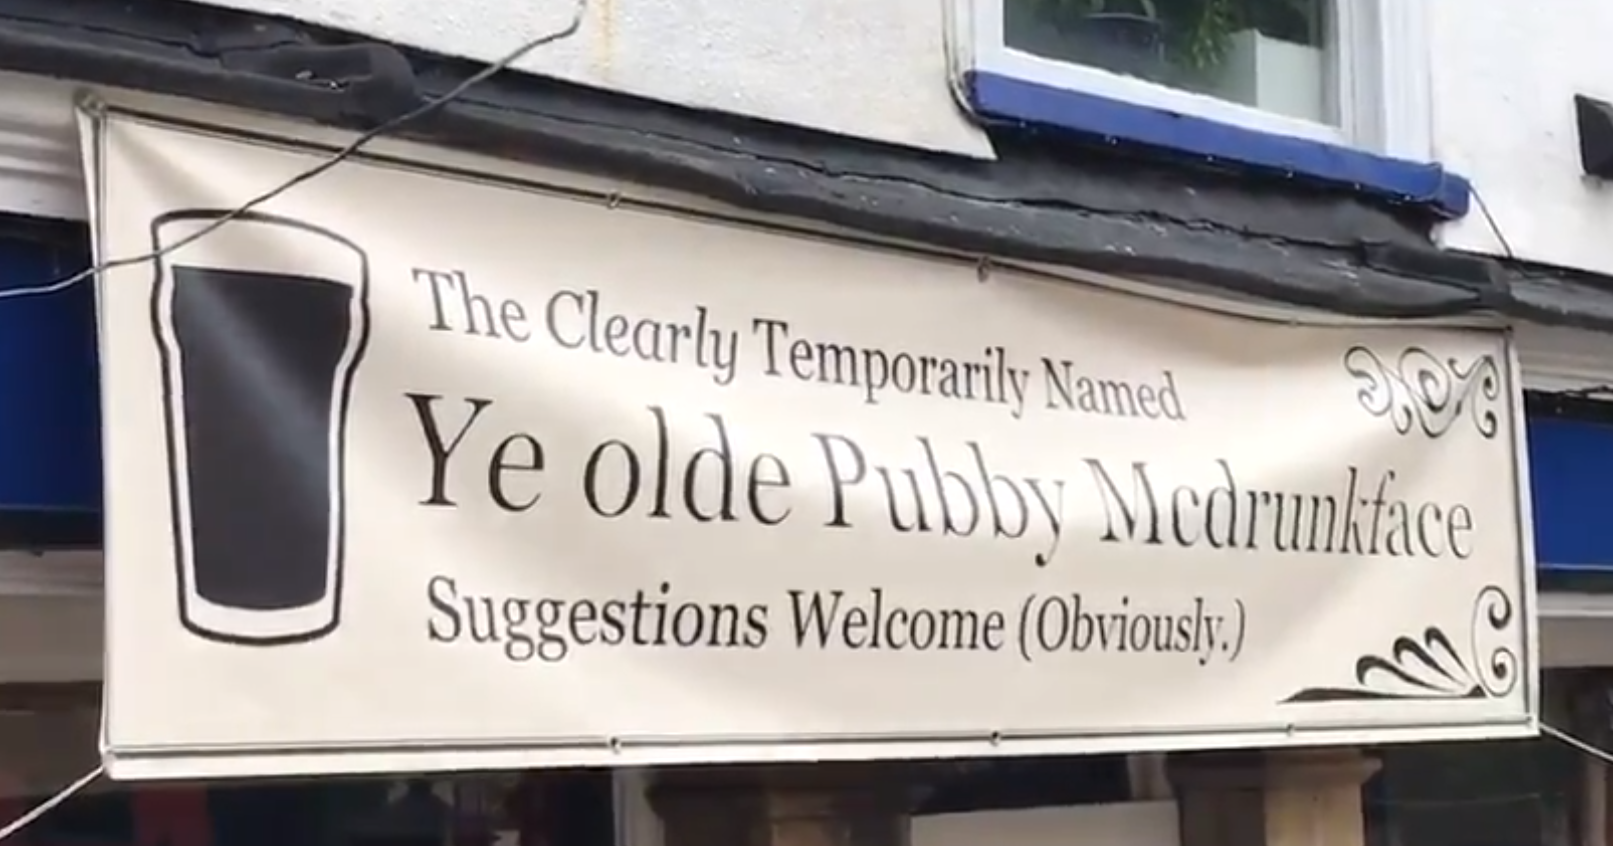 The Clearly Temporarily Named
Ye olde Pubby Mcdrunkface
Suggestions Welcome (Obviously.)